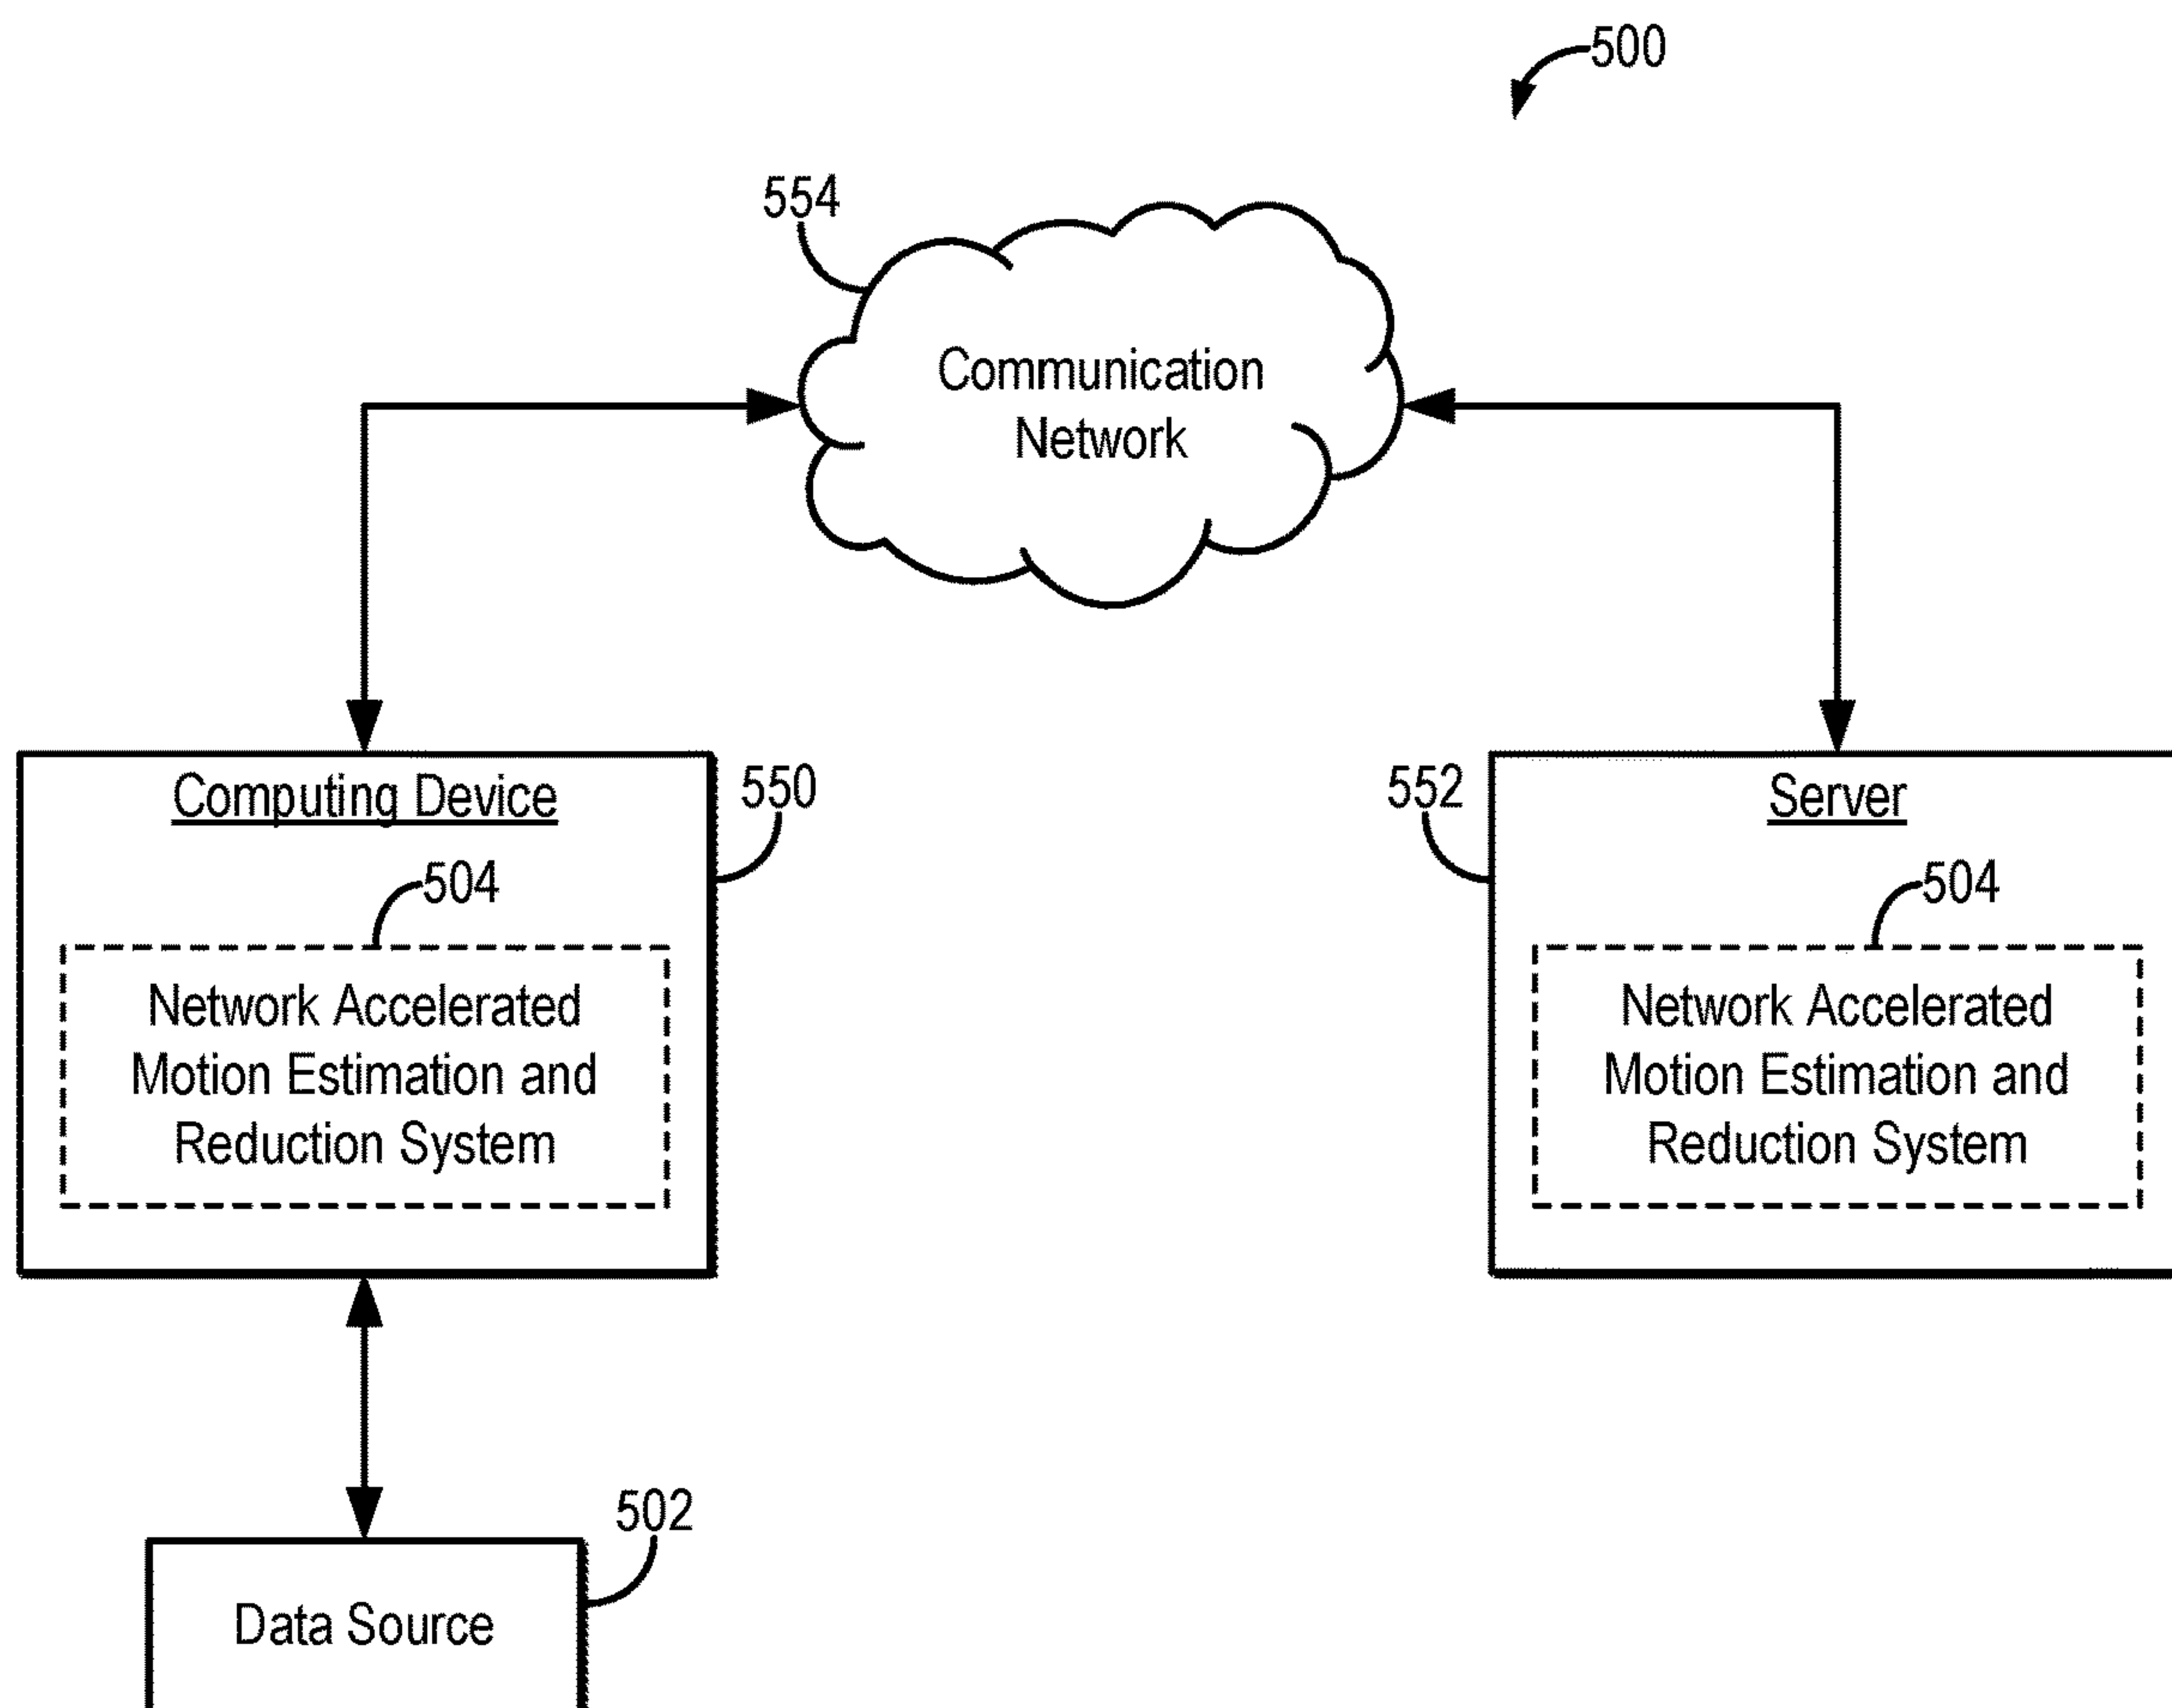 500
554
Communication
Network
Computing Device
550
552
Server
504
504
Network Accelerated
Motion Estimation and
Reduction System
Network Accelerated
Motion Estimation and
Reduction System
502
Data Source